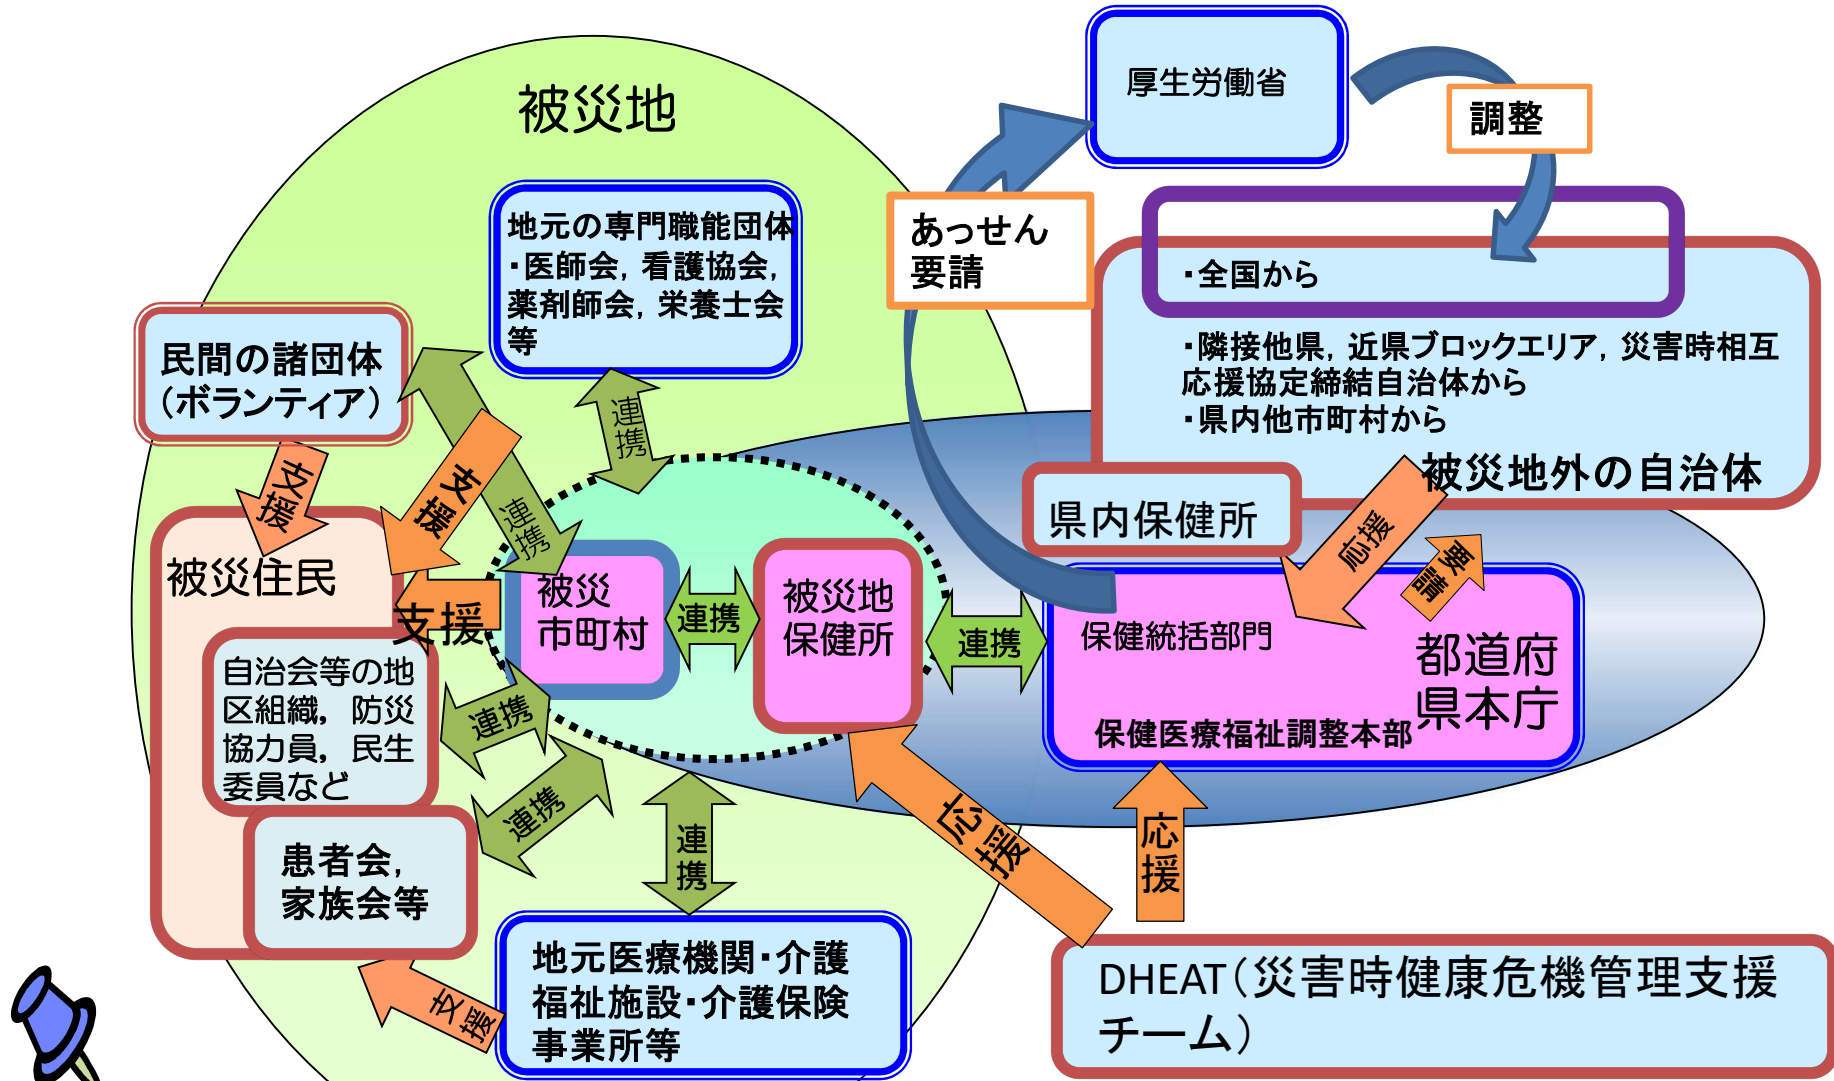 被災地
厚生労働省
調整
あっせん
要請
・全国から
・隣接他県，近県ブロックエリア，災害時相互
応援協定締結自治体から
・県内他市町村から
被災地外の自治体
地元の専門職能団体
・医師会，看護協会，
薬剤師会，栄養士会
等
民間の諸団体
（ボランティア）
支援
支援
連携
連携
県内保健所
応援
要請
被災住民
支援
被災
市町村
連携
被災地
保健所
連携
保健統括部門
都道府
県本庁
保健医療福祉調整本部
自治会等の地
区組織，防災
協力員，民生
委員など
連携
連携
患者会，
家族会等
連携
応援
応援
支援
地元医療機関・介護
福祉施設・介護保険
事業所等
DHEAT（災害時健康危機管理支援
チーム）